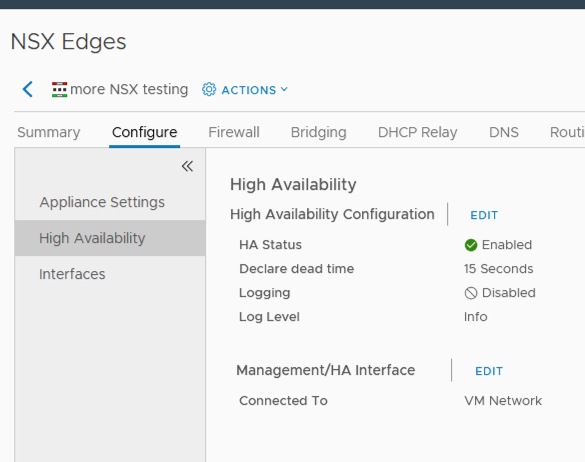 NSX Edges
more NSX testing ACTIONS
Summary Configure Firewall Bridging DHCP Relay DNS Routi
Appliance Settings
High Availability
Interfaces
High Availability
High Availability Configuration EDIT
HA Status Enabled
Declare dead time 15 Seconds
Logging Disabled
Log Level Info
Management/HA Interface EDIT
Connected To VM Network